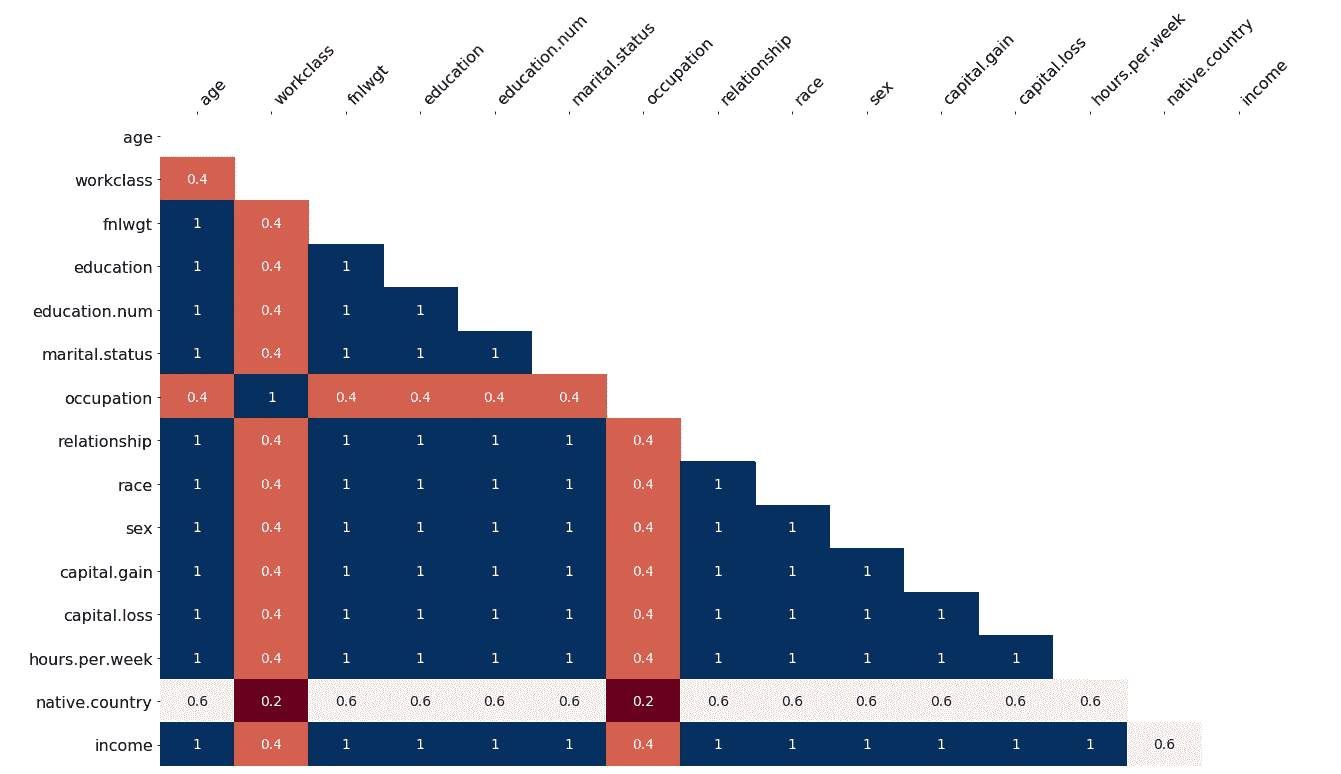 age workclass fnlwgt education education.num marital.status occupation relationship race sex capital.gain capital.loss hours.per.week native.country income
age
workclass 0.4
fnlwgt 1 0.4
education 1 0.4 1
education.num 1 0.4 1 1
marital.status 1 0.4 1 1 1
occupation 0.4 1 0.4 0.4 0.4 0.4
relationship 1 0.4 1 1 1 1 0.4
race 1 0.4 1 1 1 1 0.4 1
sex 1 0.4 1 1 1 1 0.4 1 1
capital.gain 1 0.4 1 1 1 1 0.4 1 1 1
capital.loss 1 0.4 1 1 1 1 0.4 1 1 1 1
hours.per.week 1 0.4 1 1 1 1 0.4 1 1 1 1 1
native.country 0.6 0.2 0.6 0.6 0.6 0.6 0.2 0.6 0.6 0.6 0.6 0.6 0.6
income 1 0.4 1 1 1 1 0.4 1 1 1 1 1 1 0.6